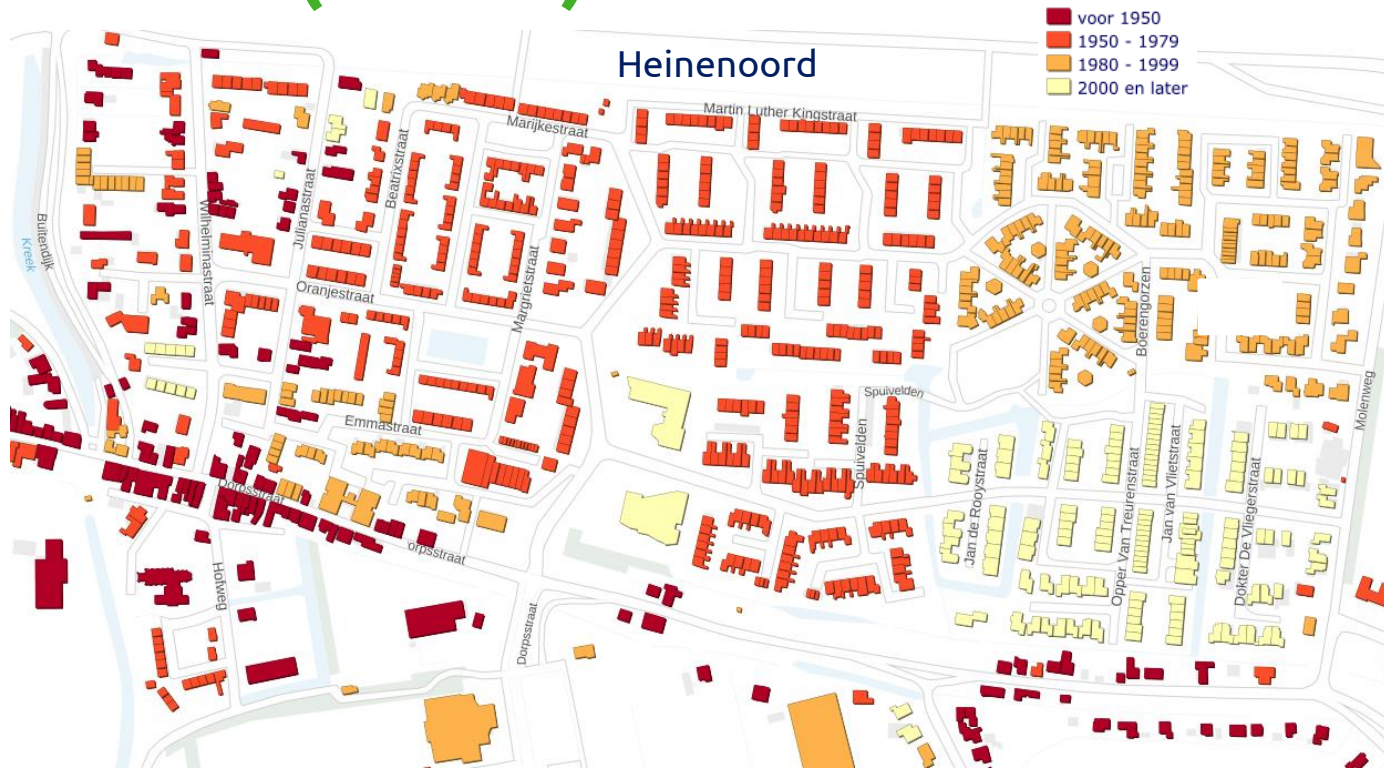 voor 1950
1950 - 1979
1980 - 1999
2000 en later
Heinenoord
Martin Luther Kingstraat
Marijkestraat
Beatrixstraat
Julianastraat
Wilhelminastraat
Buitendijk
Kreek
Oranjestraat
Margrietstraat
Boerengorzen
Molenweg
Spuivelden
Spuivelden
Emmastraat
Dorpsstraat
orpsstraat
Dorpsstraat
Hofweg
Jan de Rooystraat
Opper Van Treurenstraat
Jan van Vlietstraat
Dokter De Vliegerstraat